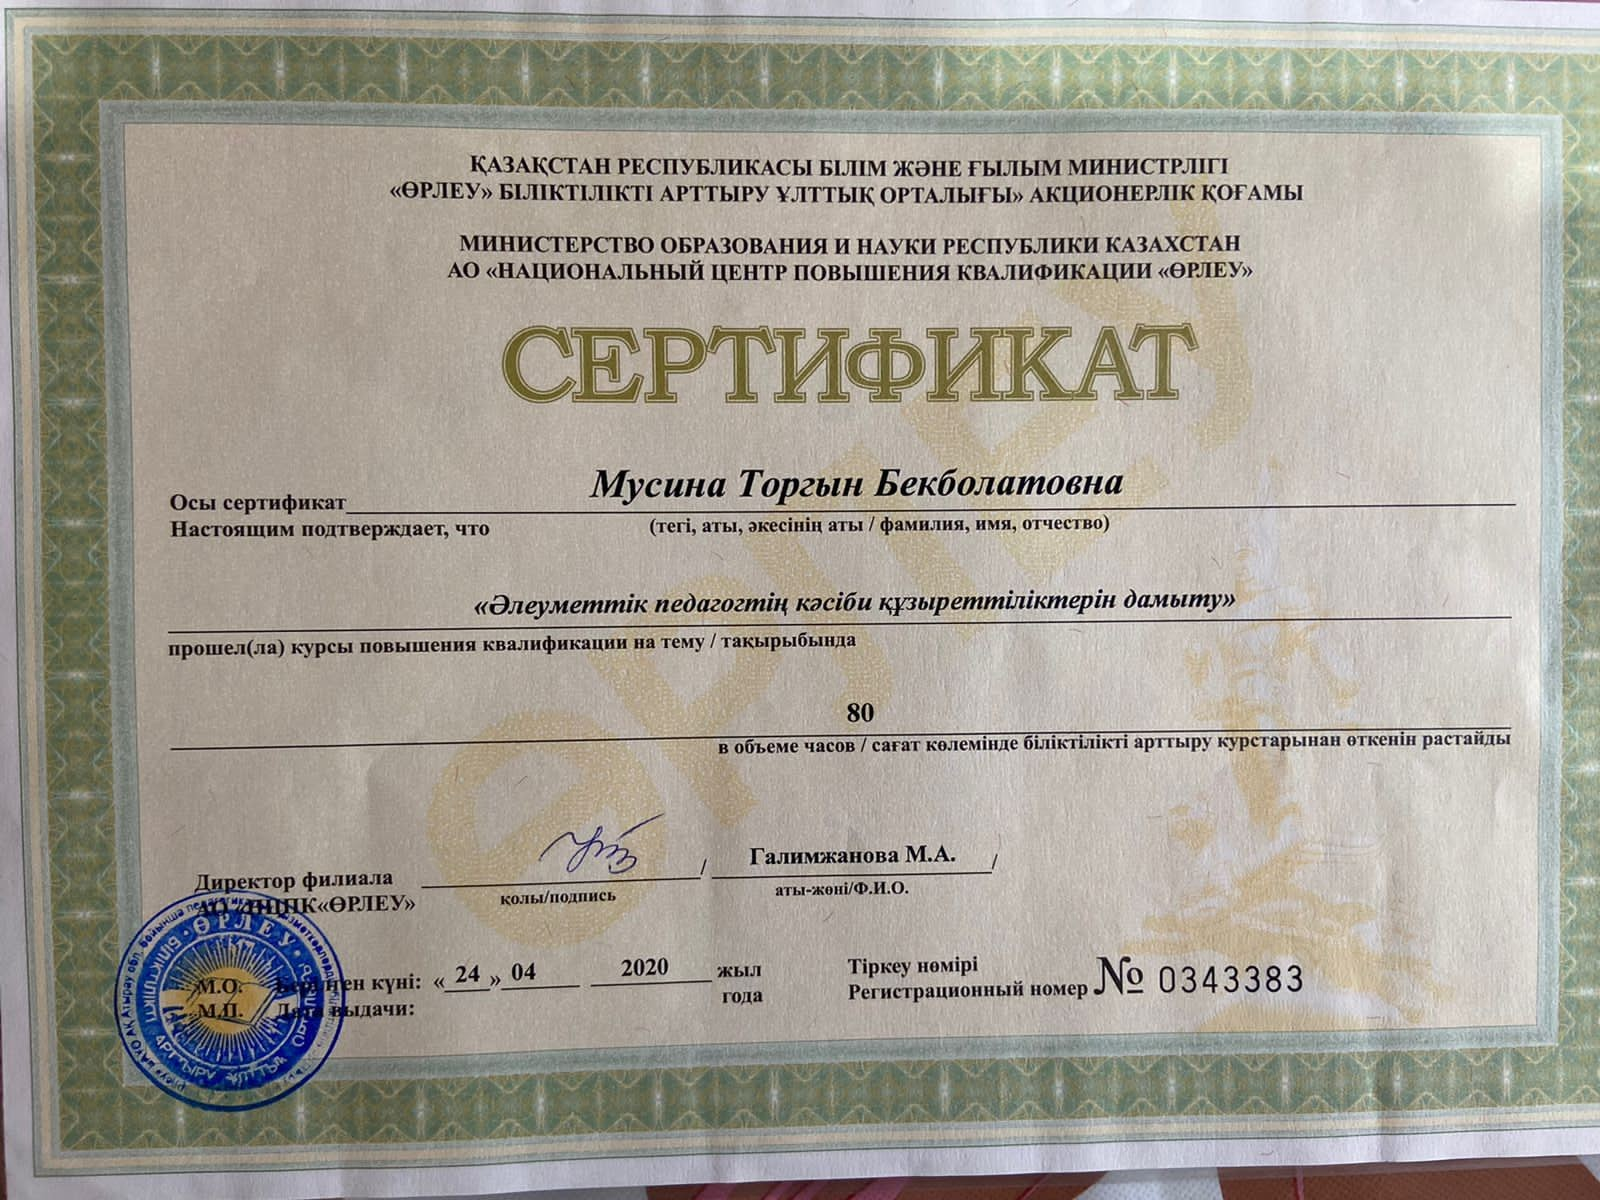 ҚАЗАҚСТАН РЕСПУБЛИКАСЫ БІЛІМ ЖӘНЕ ҒЫЛЫМ МИНИСТРЛІГІ
«ӨРЛЕУ» БІЛІКТІЛІКТІ АРТТЫРУ ҰЛТТЫҚ ОРТАЛЫҒЫ» АКЦИОНЕРЛІК ҚОҒАМЫ
МИНИСТЕРСТВО ОБРАЗОВАНИЯ И НАУКИ РЕСПУБЛИКИ КАЗАХСТАН
АО «НАЦИОНАЛЬНЫЙ ЦЕНТР ПОВЫШЕНИЯ КВАЛИФИКАЦИИ «ӨРЛЕУ»
СЕРТИФИКАТ
Осы сертификат Мусина Торгын Бекболатовна
Настоящим подтверждает, что (тегі, аты, әкесінің аты / фамилия, имя, отчество)
«Әлеуметтік педагогтің кәсіби құзыреттіліктерін дамыту»
прошел(ла) курсы повышения квалификации на тему / тақырыбында
80
в объеме часов / сағат көлемінде біліктілікті арттыру курстарынан өткенін растайды
Директор филиала / Галимжанова М.А. /
АО «НЦПК«ӨРЛЕУ» қолы/подпись аты-жөні/Ф.И.О.
М.О. Берілген күні: « 24 » 04 2020 жыл Тіркеу нөмірі
М.П. Дата выдачи: года Регистрационный номер № 0343383
ӨРЛЕУ